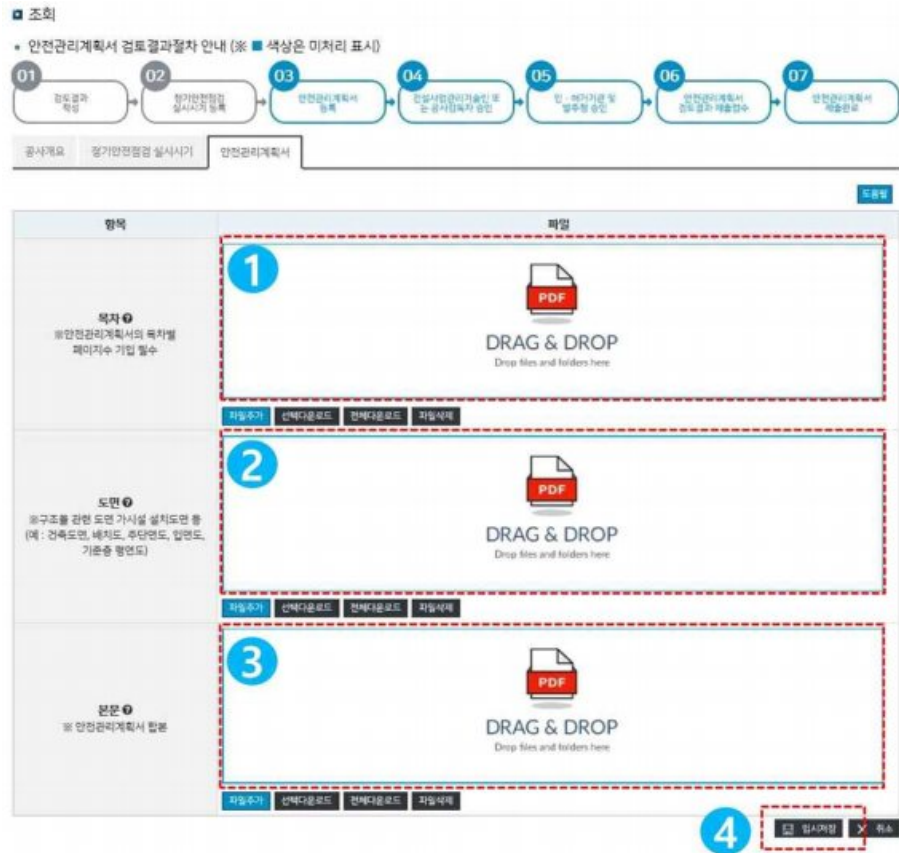 조회
안전관리계획서 검토결과절차 안내 (※ ■ 색상은 미처리 표시)
01
검토결과
작성
02
정기안전점검
실시시기 등록
03
안전관리계획서
등록
04
건설사업관리기술인 또
는 공사감독자 승인
05
인·허가기관 및
발주청 승인
06
안전관리계획서
검토결과 제출접수
07
안전관리계획서
제출완료
공사개요 정기안전점검 실시시기 안전관리계획서
도움말
항목 파일
목차
※안전관리계획서의 목차별
페이지수 기입 필수
1
PDF
DRAG & DROP
Drop files and folders here
파일추가 선택다운로드 전체다운로드 파일삭제
도면
※구조물 관련 도면 가시설 설치도면 등
(예 : 건축도면, 배치도, 주단면도, 입면도,
기준층 평면도)
2
PDF
DRAG & DROP
Drop files and folders here
파일추가 선택다운로드 전체다운로드 파일삭제
본문
※ 안전관리계획서 합본
3
PDF
DRAG & DROP
Drop files and folders here
파일추가 선택다운로드 전체다운로드 파일삭제
4
임시저장 X 취소